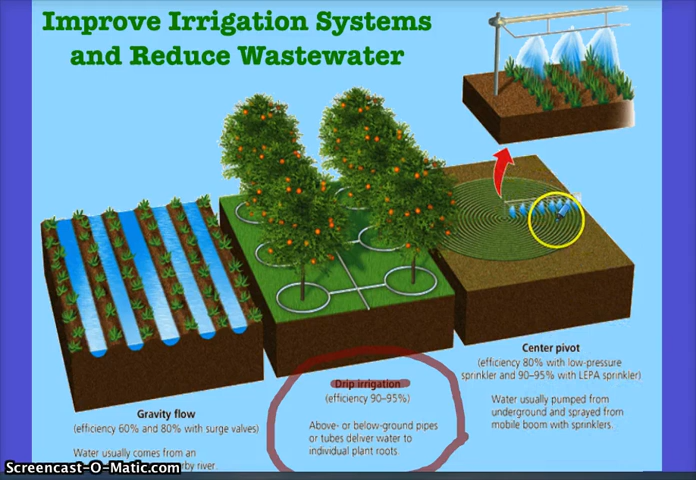 Improve Irrigation Systems
and Reduce Wastewater
Gravity flow
(efficiency 60% and 80% with surge valves)
Water usually comes from an
river.
Drip irrigation
(efficiency 90–95%)
Above- or below-ground pipes
or tubes deliver water to
individual plant roots.
Center pivot
(efficiency 80% with low-pressure
sprinkler and 90–95% with LEPA sprinkler)
Water usually pumped from
underground and sprayed from
mobile boom with sprinklers.
Screencast-O-Matic.com